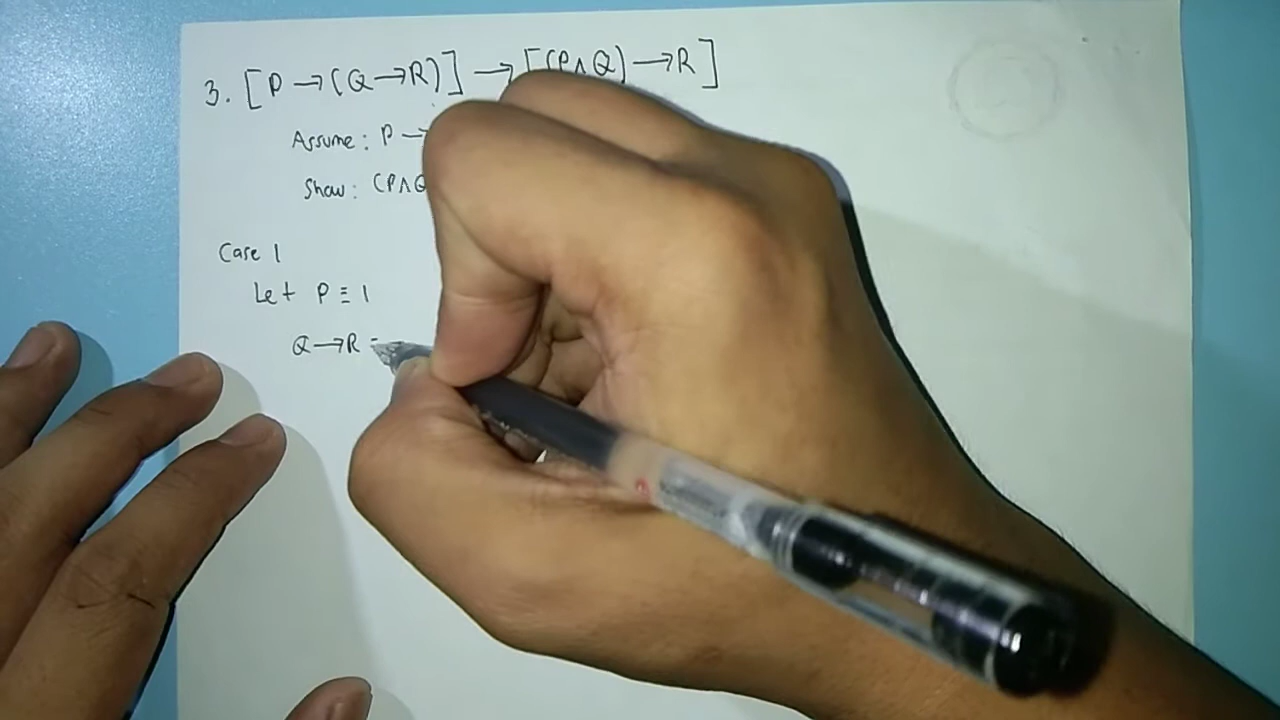 3. [P → (Q → R)] → [(P ∧ Q) → R]
Assume: P →
Show: (P ∧ Q
Case 1
Let P ≡ 1
Q → R